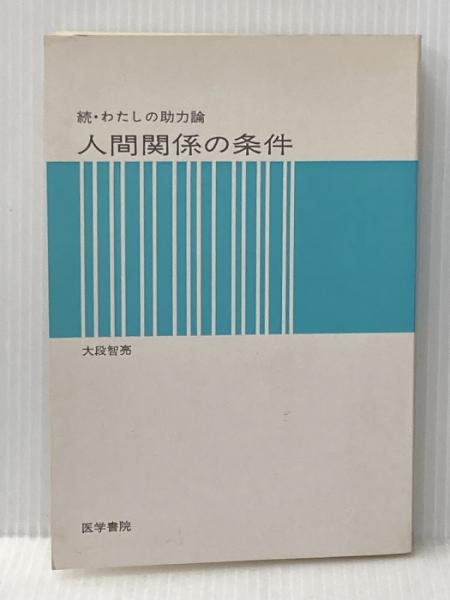 続・わたしの助力論
人間関係の条件
大段智亮
医学書院